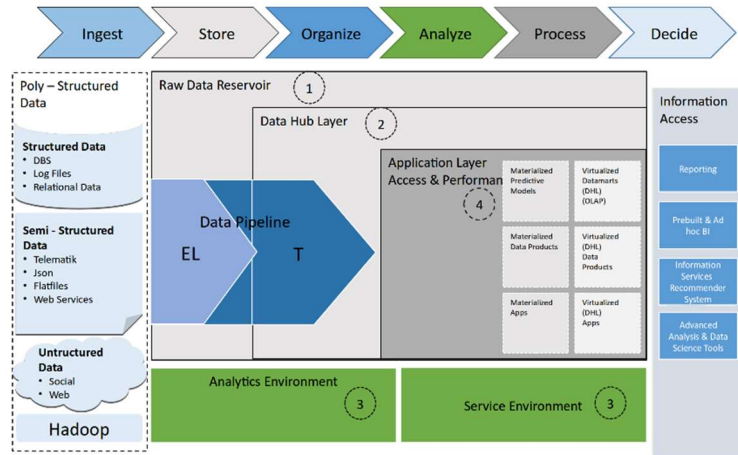 Ingest
Store
Organize
Analyze
Process
Decide
Poly – Structured
Data
Structured Data
• DBS
• Log Files
• Relational Data
Semi - Structured
Data
• Telematik
• Json
• Flatfiles
• Web Services
Untructured
Data
• Social
• Web
Hadoop
Raw Data Reservoir
1
Data Hub Layer
2
Application Layer
Access & Performan
4
Data Pipeline
EL
T
Materialized
Predictive
Models
Virtualized
Datamarts
(DHL)
(OLAP)
Materialized
Data Products
Virtualized
(DHL)
Data
Products
Materialized
Apps
Virtualized
(DHL)
Apps
Analytics Environment
3
Service Environment
3
Information
Access
Reporting
Prebuilt & Ad
hoc BI
Information
Services
Recommender
System
Advanced
Analysis & Data
Science Tools